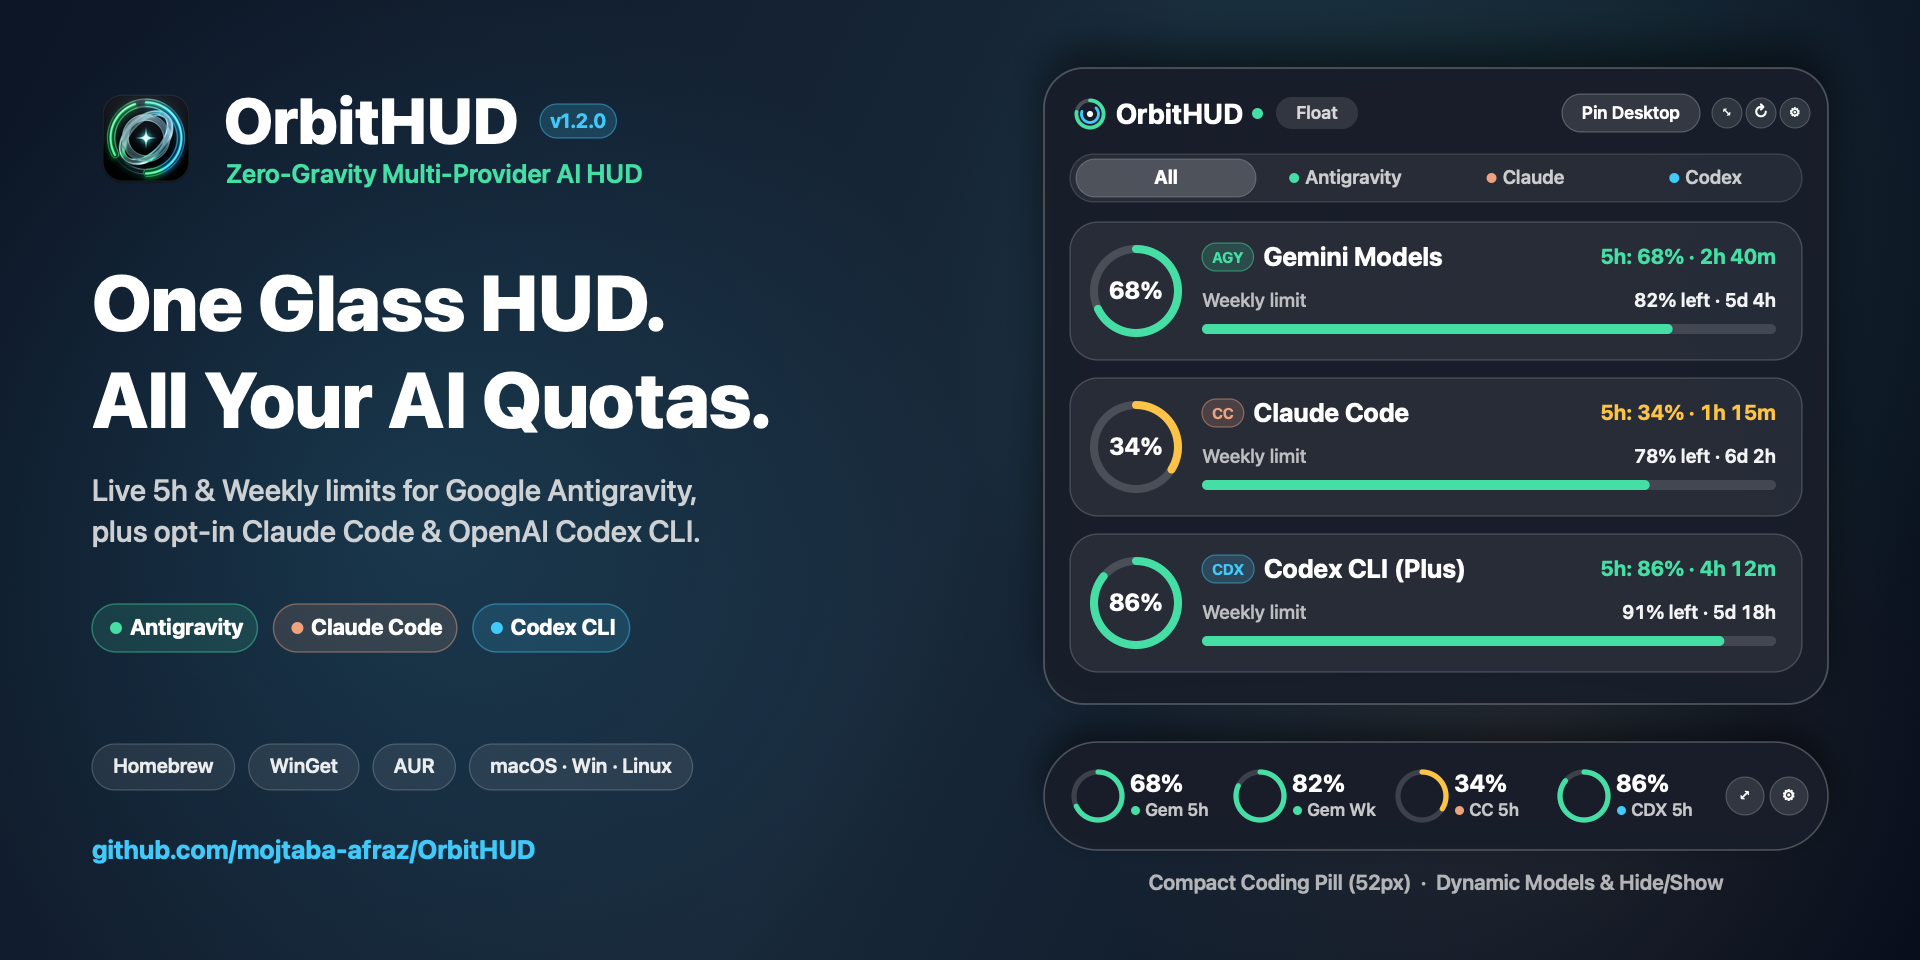 OrbitHUD v1.2.0
Zero-Gravity Multi-Provider AI HUD
One Glass HUD.
All Your AI Quotas.
Live 5h & Weekly limits for Google Antigravity,
plus opt-in Claude Code & OpenAI Codex CLI.
Antigravity Claude Code Codex CLI
Homebrew WinGet AUR macOS · Win · Linux
github.com/mojtaba-afraz/OrbitHUD
OrbitHUD Float Pin Desktop
All Antigravity Claude Codex
68% AGY Gemini Models 5h: 68% · 2h 40m
Weekly limit 82% left · 5d 4h
34% CC Claude Code 5h: 34% · 1h 15m
Weekly limit 78% left · 6d 2h
86% CDX Codex CLI (Plus) 5h: 86% · 4h 12m
Weekly limit 91% left · 5d 18h
68% 82% 34% 86%
Gem 5h Gem Wk CC 5h CDX 5h
Compact Coding Pill (52px) · Dynamic Models & Hide/Show